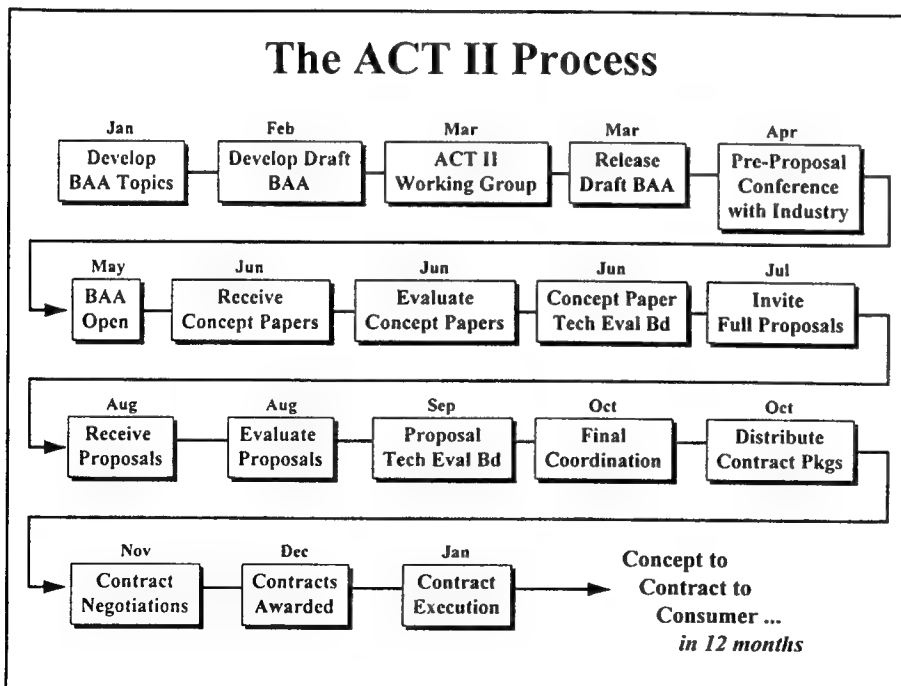 The ACT II Process
Jan
Develop
BAA Topics
Feb
Develop Draft
BAA
Mar
ACT II
Working Group
Mar
Release
Draft BAA
Apr
Pre-Proposal
Conference
with Industry
May
BAA
Open
Jun
Receive
Concept Papers
Jun
Evaluate
Concept Papers
Jun
Concept Paper
Tech Eval Bd
Jul
Invite
Full Proposals
Aug
Receive
Proposals
Aug
Evaluate
Proposals
Sep
Proposal
Tech Eval Bd
Oct
Final
Coordination
Oct
Distribute
Contract Pkgs
Nov
Contract
Negotiations
Dec
Contracts
Awarded
Jan
Contract
Execution
Concept to
Contract to
Consumer ...
in 12 months